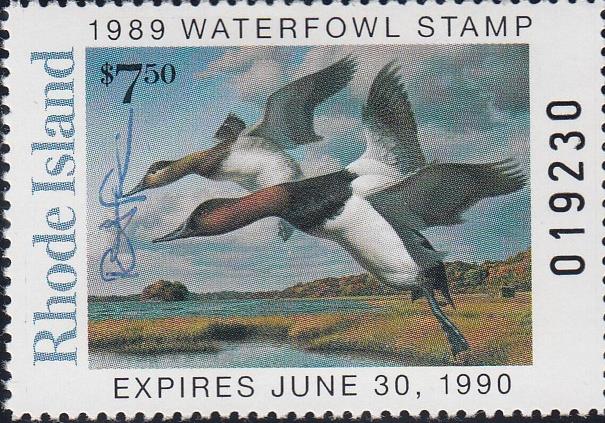 1989 WATERFOWL STAMP
$7.50
Rhode Island
019230
EXPIRES JUNE 30, 1990